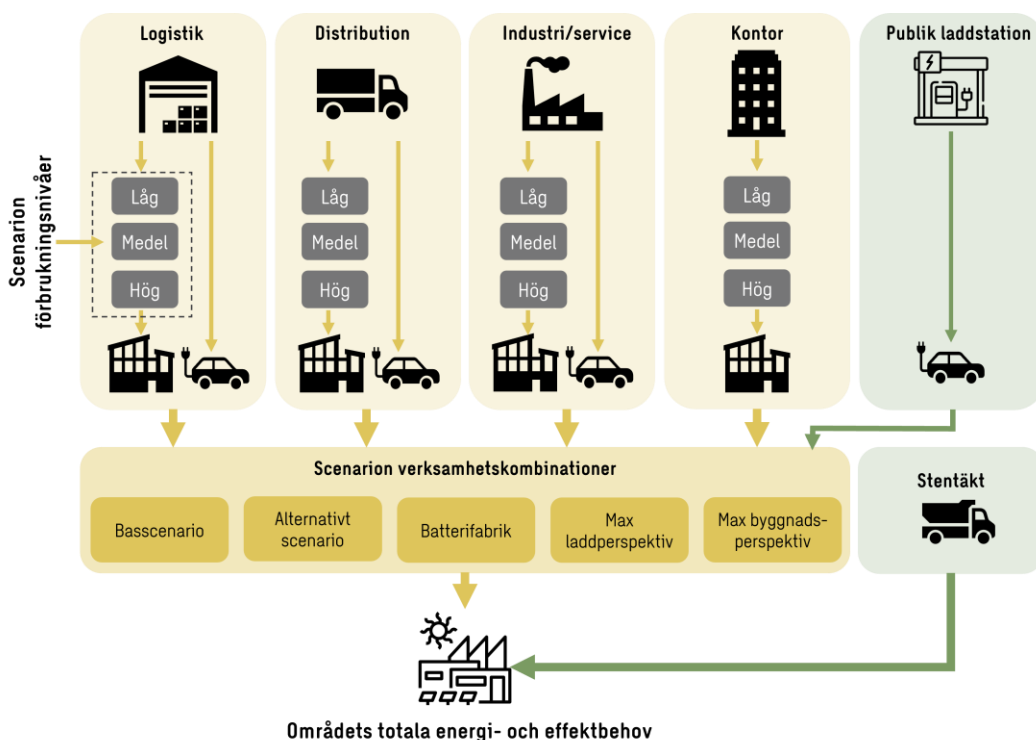 Logistik
Distribution
Industri/service
Kontor
Publik laddstation
Scenarion
förbrukningsnivåer
Låg
Medel
Hög
Låg
Medel
Hög
Låg
Medel
Hög
Låg
Medel
Hög
Scenarion verksamhetskombinationer
Basscenario
Alternativt
scenario
Batterifabrik
Max
laddperspektiv
Max byggnads-
perspektiv
Stentäkt
Områdets totala energi- och effektbehov